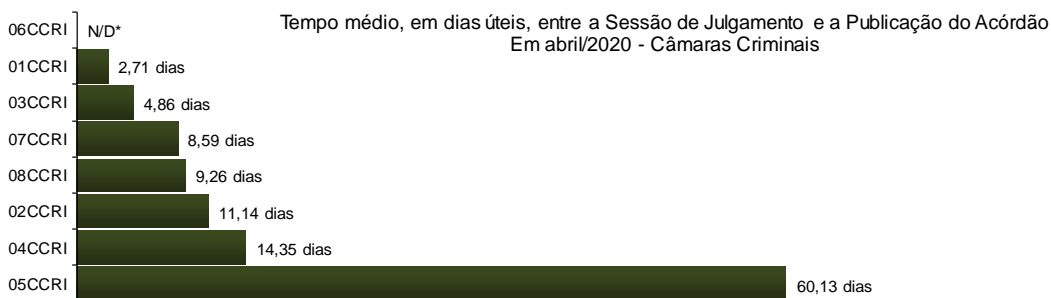 Tempo médio, em dias úteis, entre a Sessão de Julgamento e a Publicação do Acórdão
Em abril/2020 - Câmaras Criminais
06CCRI N/D*
01CCRI 2,71 dias
03CCRI 4,86 dias
07CCRI 8,59 dias
08CCRI 9,26 dias
02CCRI 11,14 dias
04CCRI 14,35 dias
05CCRI 60,13 dias